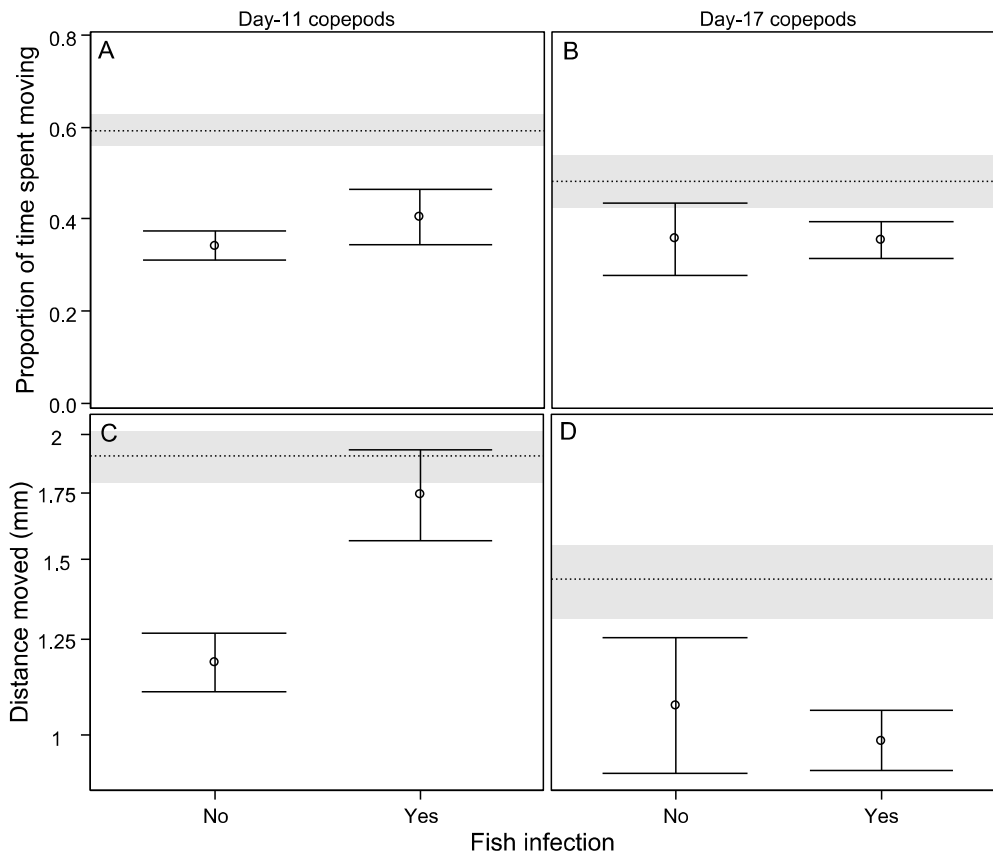 Day-11 copepods
Day-17 copepods
A
B
Proportion of time spent moving
0.8
0.6
0.4
0.2
0.0
C
D
Distance moved (mm)
2
1.75
1.5
1.25
1
No
Yes
No
Yes
Fish infection